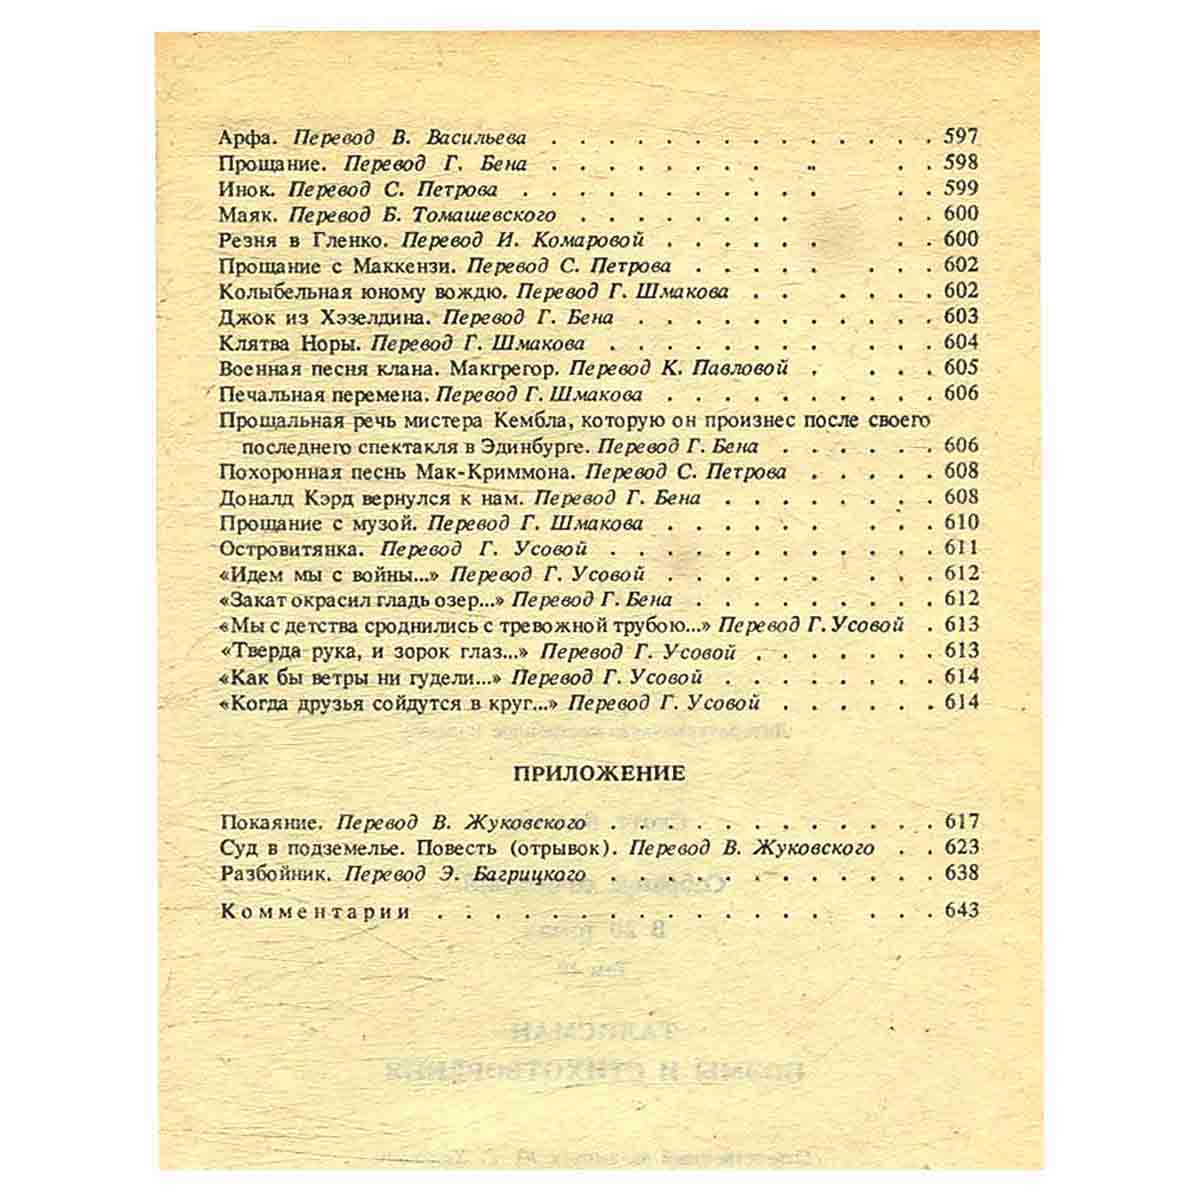 Арфа. Перевод В. Васильева . . . . . . . . . . . . . . 597
Прощание. Перевод Г. Бена . . . . . . . . . . . . 598
Инок. Перевод С. Петрова . . . . . . . . . . . . 599
Маяк. Перевод Б. Томашевского . . . . . . . . . . 600
Резня в Гленко. Перевод И. Комаровой . . . . . . . . 600
Прощание с Маккензи. Перевод С. Петрова . . . . . . . . 602
Колыбельная юному вождю. Перевод Г. Шмакова . . . . . . 602
Джок из Хэзелдина. Перевод Г. Бена . . . . . . . . . . . 603
Клятва Норы. Перевод Г. Шмакова . . . . . . . . . . . . 604
Военная песня клана. Макгрегор. Перевод К. Павловой . . . . 605
Печальная перемена. Перевод Г. Шмакова . . . . . . . . . . 606
Прощальная речь мистера Кембла, которую он произнес после своего
последнего спектакля в Эдинбурге. Перевод Г. Бена . . . . . . 606
Похоронная песнь Мак-Криммона. Перевод С. Петрова . . . . . . 608
Доналд Кэрд вернулся к нам. Перевод Г. Бена . . . . . . . . 608
Прощание с музой. Перевод Г. Шмакова . . . . . . . . . . 610
Островитянка. Перевод Г. Усовой . . . . . . . . . . . . 611
«Идем мы с войны...» Перевод Г. Усовой . . . . . . . . . . 612
«Закат окрасил гладь озер...» Перевод Г. Бена . . . . . . . . . 612
«Мы с детства сроднились с тревожной трубою...» Перевод Г. Усовой . 613
«Тверда рука, и зорок глаз...» Перевод Г. Усовой . . . . . . . 613
«Как бы ветры ни гудели...» Перевод Г. Усовой . . . . . . . . 614
«Когда друзья сойдутся в круг...» Перевод Г. Усовой . . . . . . 614
ПРИЛОЖЕНИЕ
Покаяние. Перевод В. Жуковского . . . . . . . . . . . . 617
Суд в подземелье. Повесть (отрывок). Перевод В. Жуковского . . 623
Разбойник. Перевод Э. Багрицкого . . . . . . . . . . . . 638
Комментарии . . . . . . . . . . . . . . . . . 643